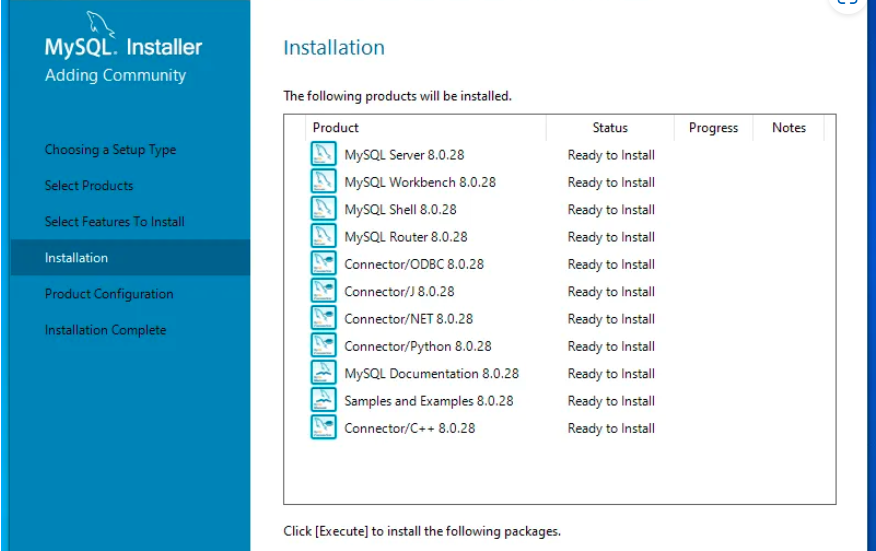 MySQL. Installer
Adding Community
Choosing a Setup Type
Select Products
Select Features To Install
Installation
Product Configuration
Installation Complete
Installation
The following products will be installed.
Product Status Progress Notes
MySQL Server 8.0.28 Ready to Install
MySQL Workbench 8.0.28 Ready to Install
MySQL Shell 8.0.28 Ready to Install
MySQL Router 8.0.28 Ready to Install
Connector/ODBC 8.0.28 Ready to Install
Connector/J 8.0.28 Ready to Install
Connector/NET 8.0.28 Ready to Install
Connector/Python 8.0.28 Ready to Install
MySQL Documentation 8.0.28 Ready to Install
Samples and Examples 8.0.28 Ready to Install
Connector/C++ 8.0.28 Ready to Install
Click [Execute] to install the following packages.